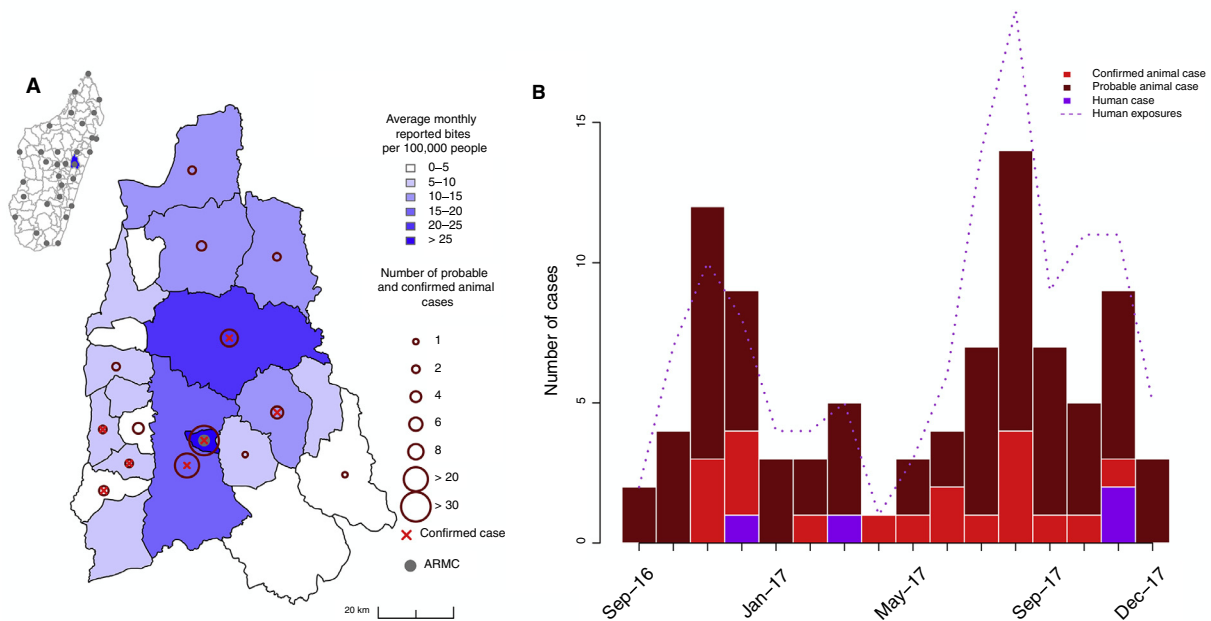 A
Average monthly
reported bites
per 100,000 people
0–5
5–10
10–15
15–20
20–25
> 25
Number of probable
and confirmed animal
cases
1
2
4
6
8
> 20
> 30
Confirmed case
ARMC
20 km
B
Confirmed animal case
Probable animal case
Human case
Human exposures
Number of cases
15
10
5
0
Sep–16
Jan–17
May–17
Sep–17
Dec–17